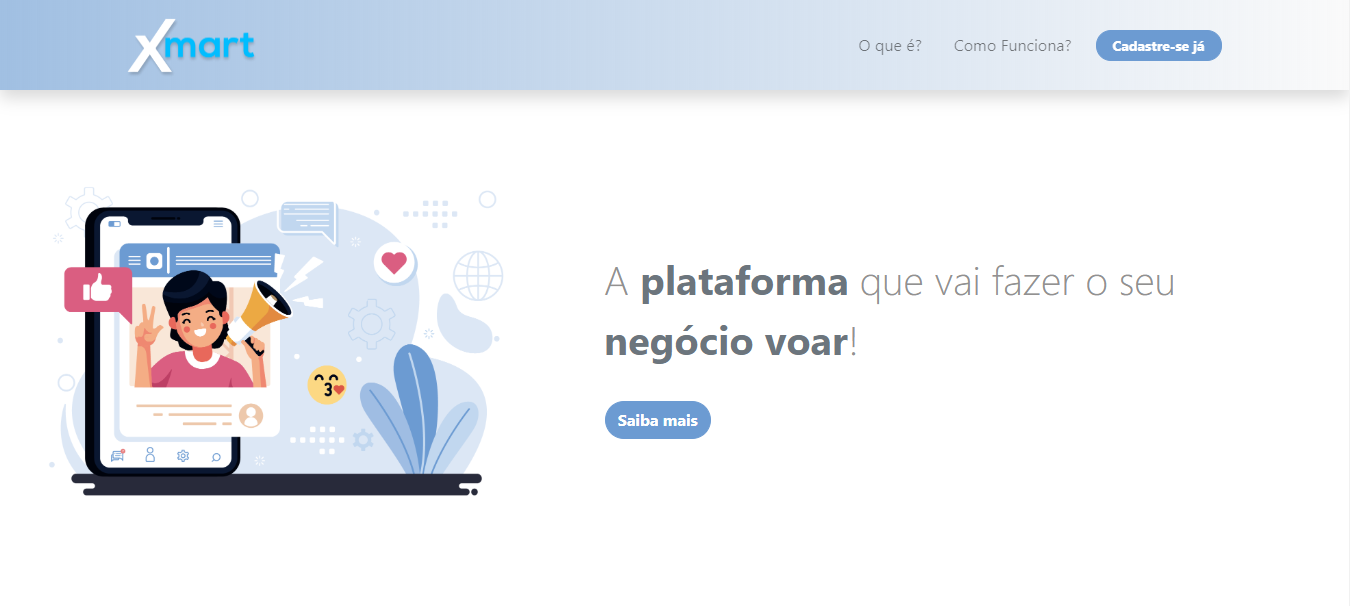 Xmart
O que é?
Como Funciona?
Cadastre-se já
A plataforma que vai fazer o seu
negócio voar!
Saiba mais